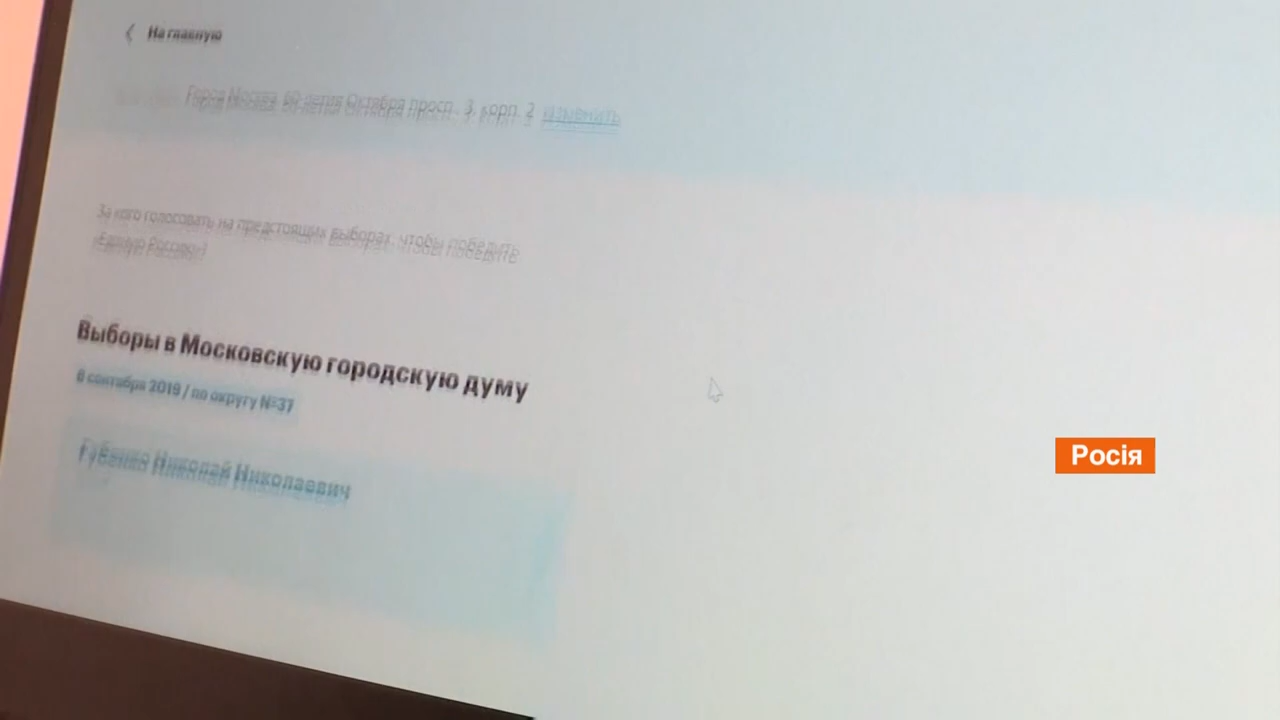 На главную
Город Москва, 60-летия Октября просп., 3, корп. 2 изменить
За кого голосовать на предстоящих выборах, чтобы победить
«Единую Россию»?
Выборы в Московскую городскую думу
8 сентября 2019 / по округу №37
Губенко Николай Николаевич
Росія